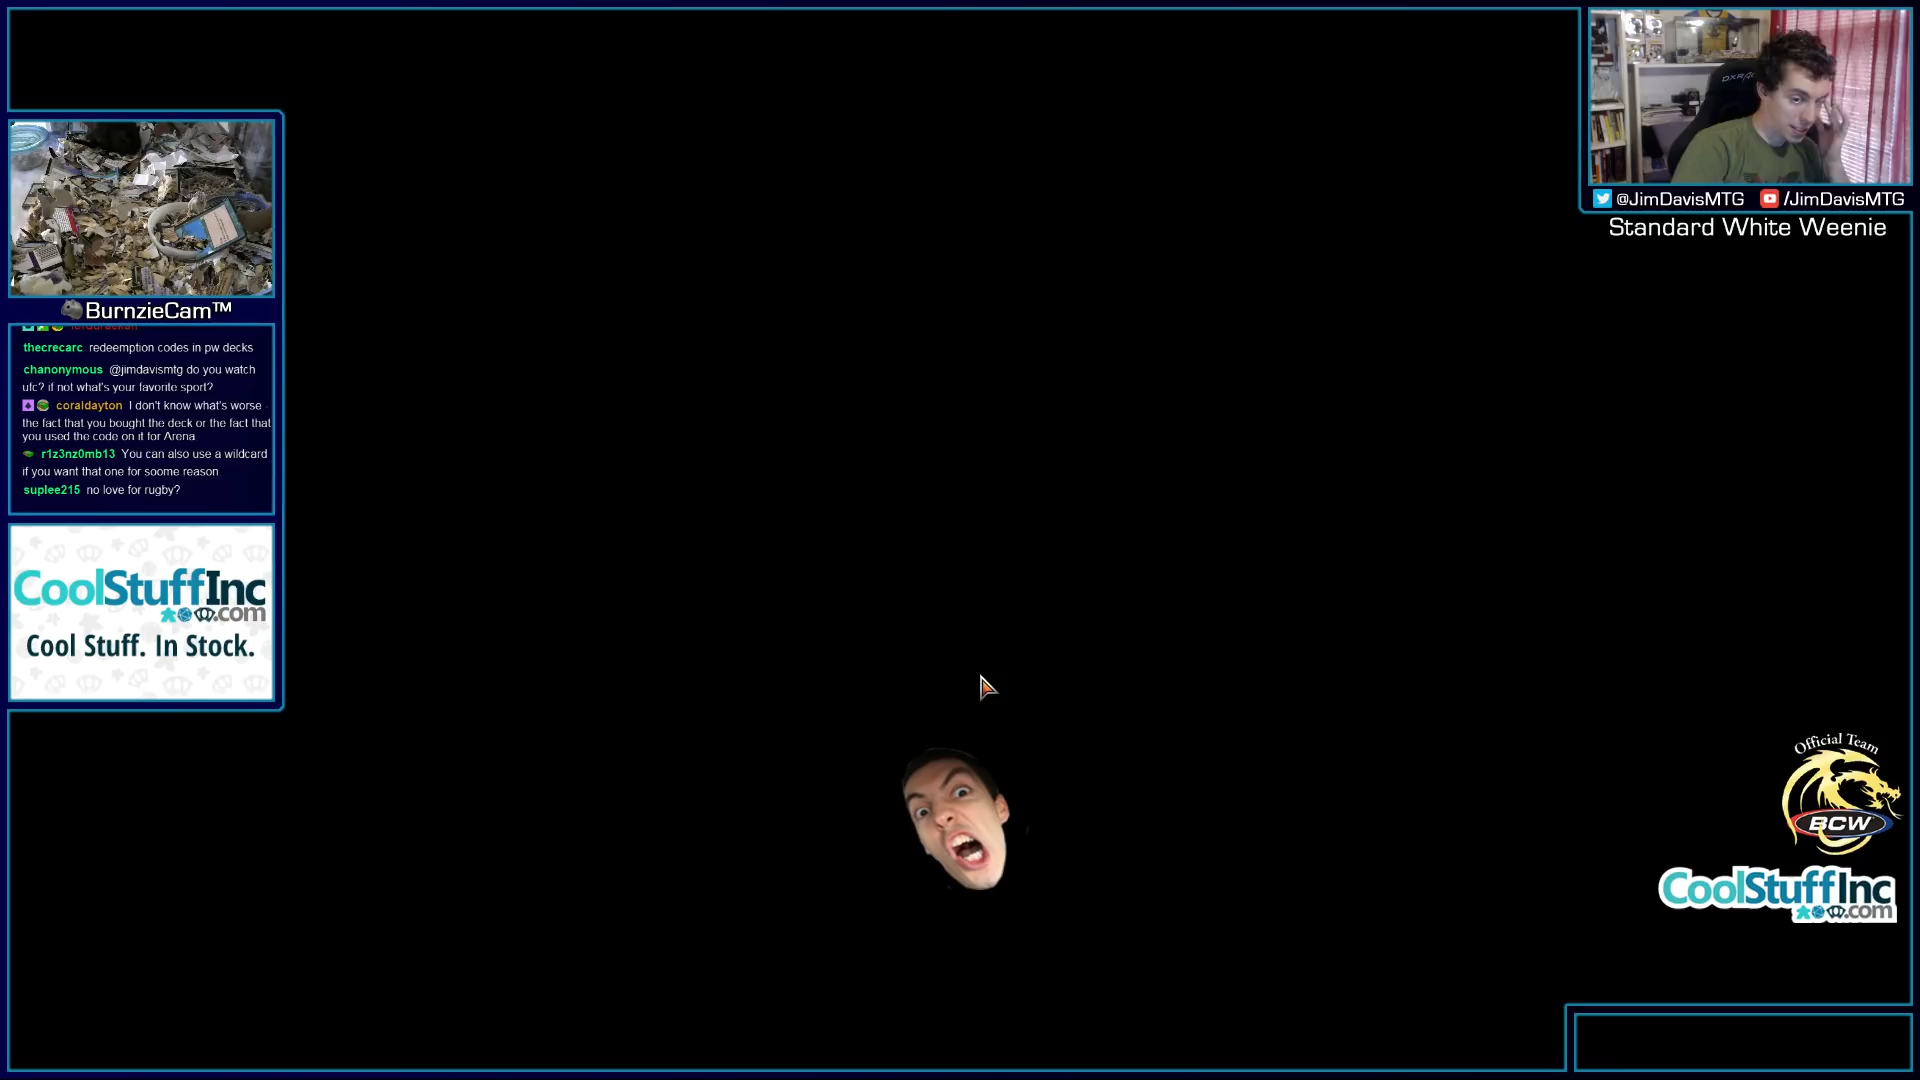 DXRACER
@JimDavisMTG /JimDavisMTG
Standard White Weenie
BurnzieCam™
thecrecarc redeemption codes in pw decks
chanonymous @jimdavismtg do you watch
ufc? if not what's your favorite sport?
coraldayton I don't know what's worse -
the fact that you bought the deck or the fact that
you used the code on it for Arena
r1z3nz0mb13 You can also use a wildcard
if you want that one for soome reason.
suplee215 no love for rugby?
CoolStuffInc
.com
Cool Stuff. In Stock.
Official Team
BCW
CoolStuffInc
.com